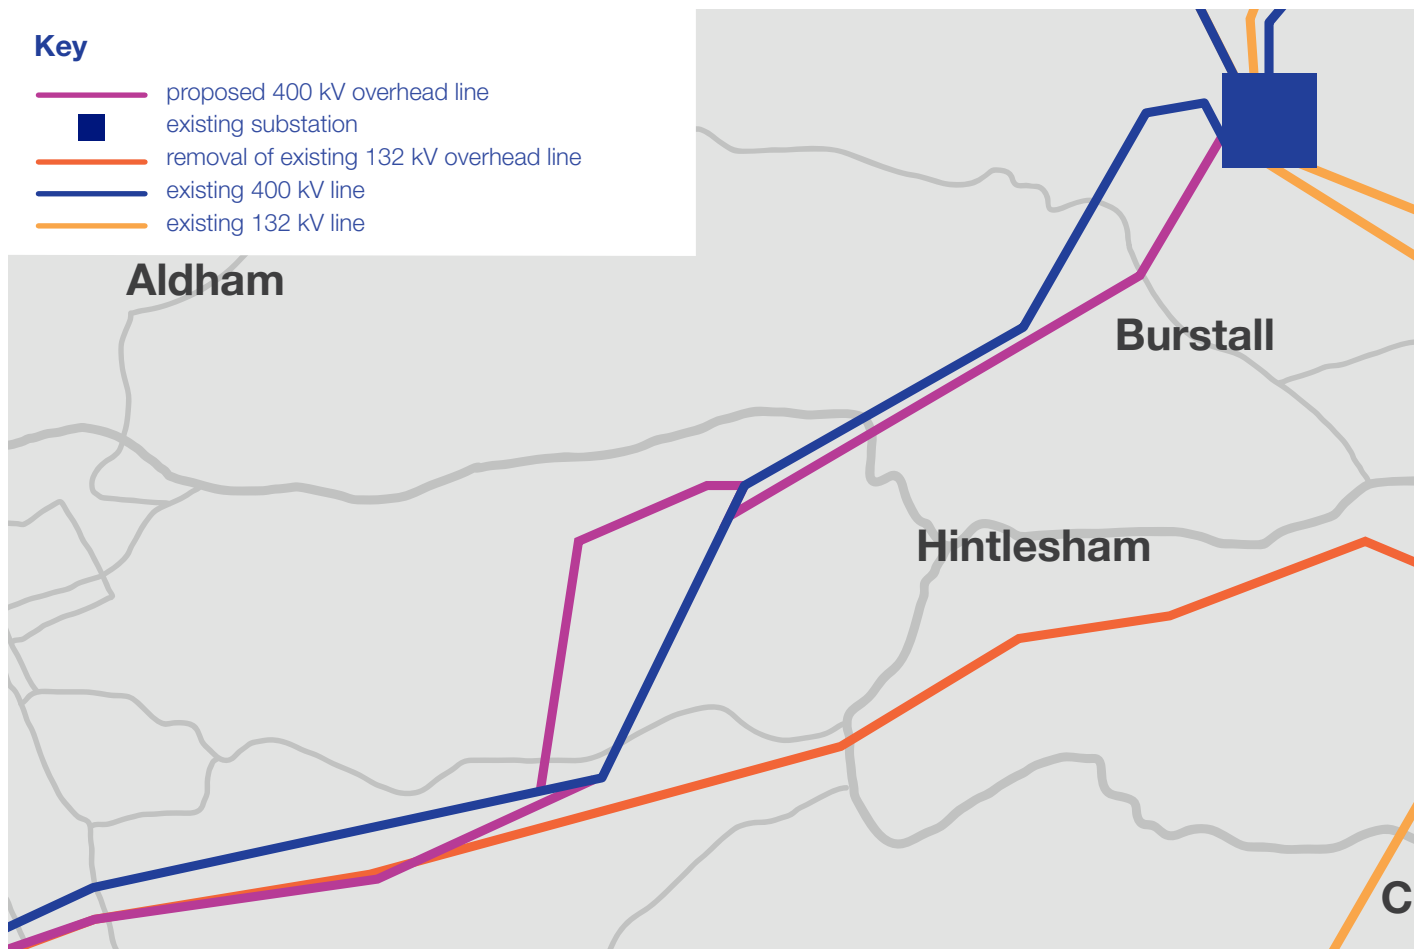 Key
proposed 400 kV overhead line
existing substation
removal of existing 132 kV overhead line
existing 400 kV line
existing 132 kV line
Aldham
Burstall
Hintlesham
C